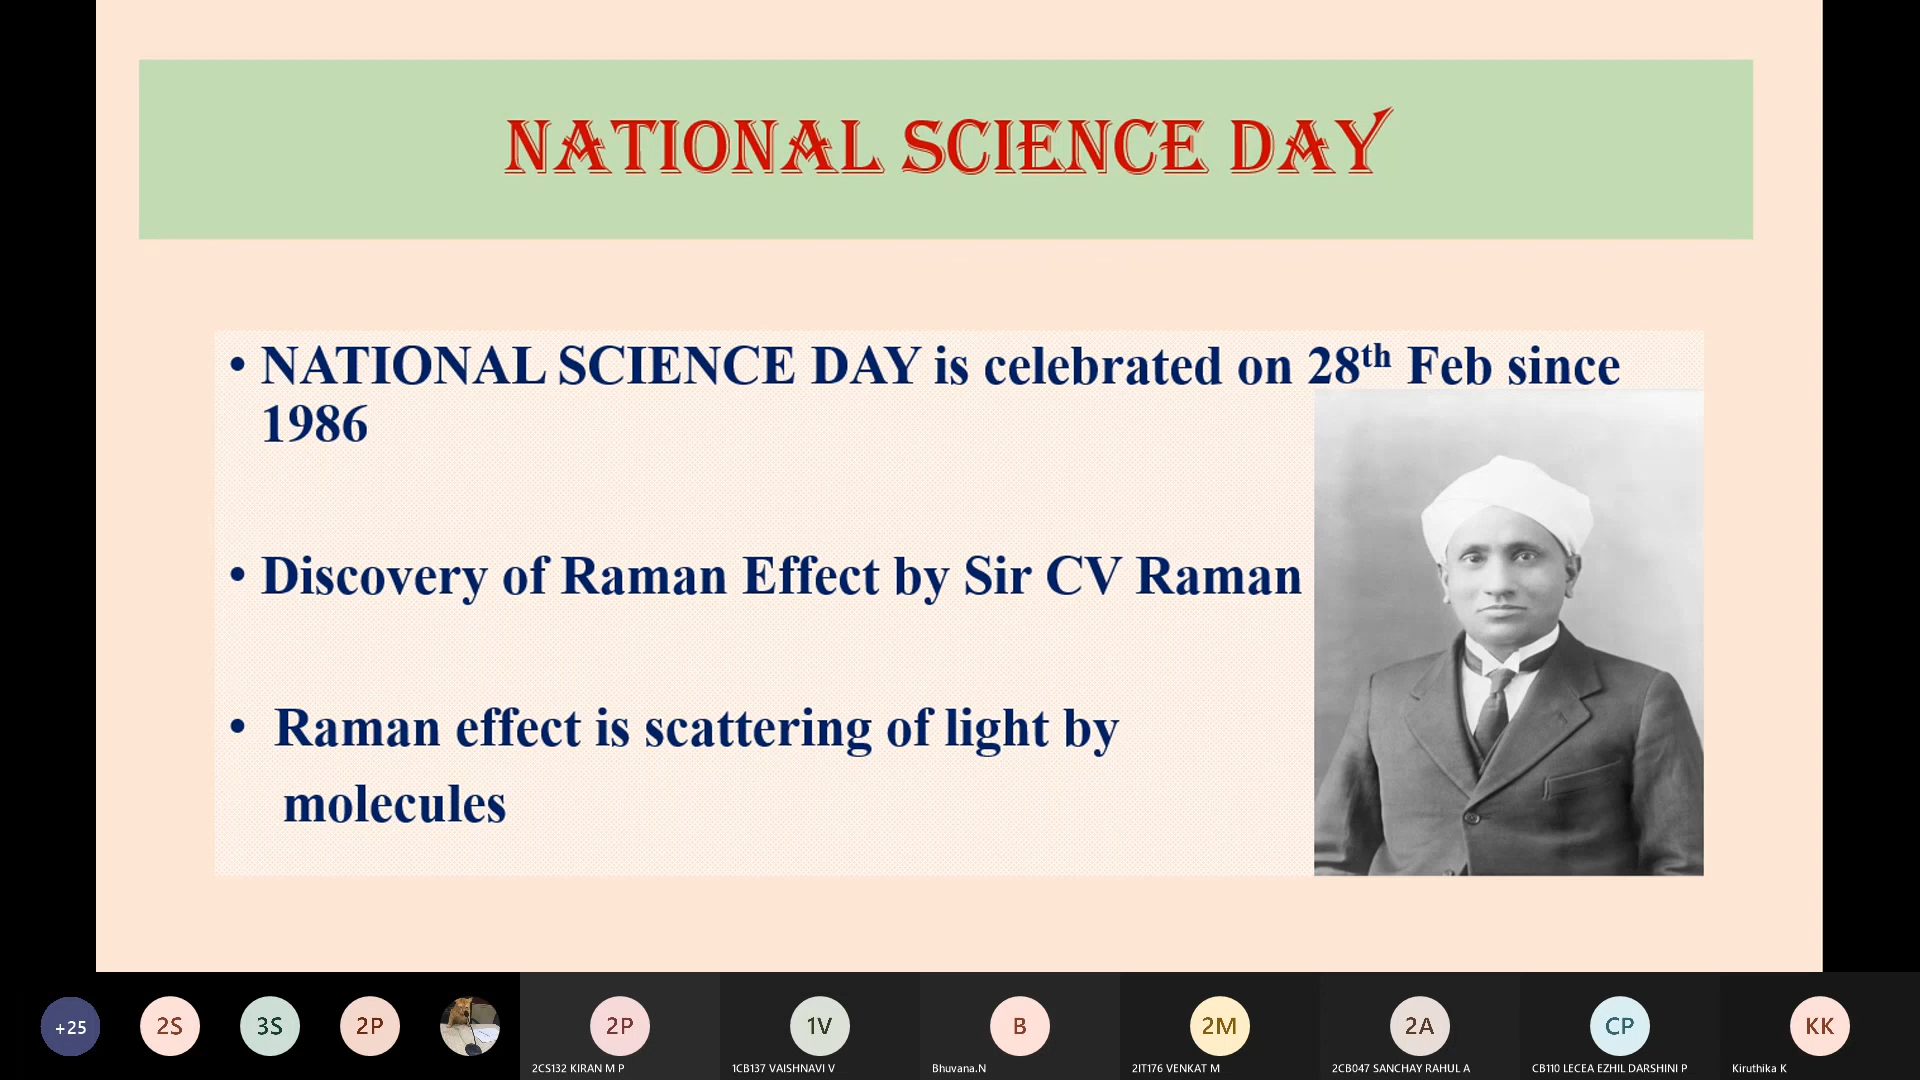 NATIONAL SCIENCE DAY
• NATIONAL SCIENCE DAY is celebrated on 28th Feb since
1986
• Discovery of Raman Effect by Sir CV Raman
• Raman effect is scattering of light by
molecules
+25
2S
3S
2P
2P
1V
B
2M
2A
CP
KK
2CS132 KIRAN M P
1CB137 VAISHNAVI V
Bhuvana.N
2IT176 VENKAT M
2CB047 SANCHAY RAHUL A
CB110 LECEA EZHIL DARSHINI P
Kiruthika K